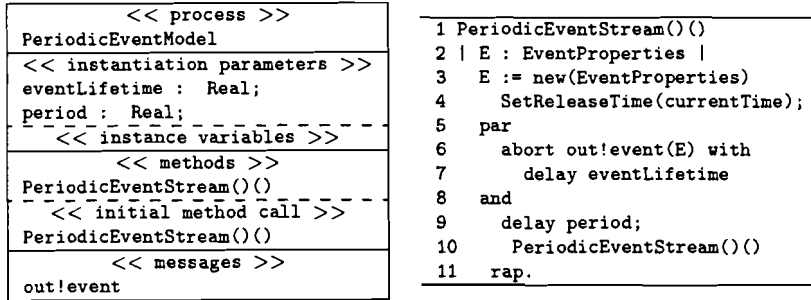 << process >>
PeriodicEventModel
<< instantiation parameters >>
eventLifetime : Real;
period : Real;
<< instance variables >>
<< methods >>
PeriodicEventStream()()
<< initial method call >>
PeriodicEventStream()()
<< messages >>
out!event
1 PeriodicEventStream()()
2 | E : EventProperties |
3 E := new(EventProperties)
4 SetReleaseTime(currentTime);
5 par
6 abort out!event(E) with
7 delay eventLifetime
8 and
9 delay period;
10 PeriodicEventStream()()
11 rap.